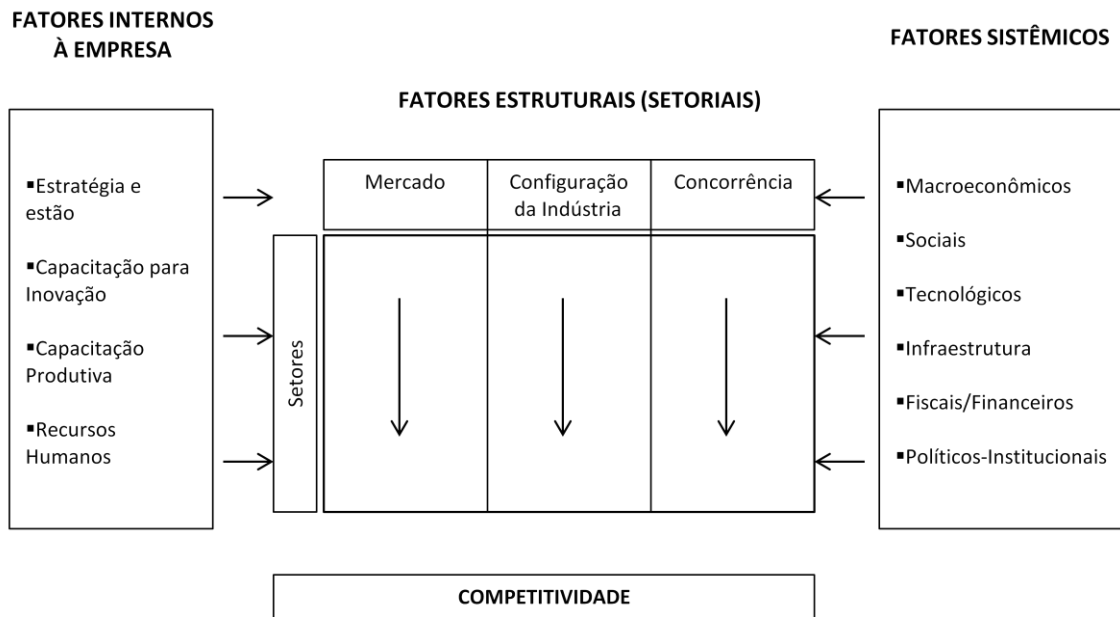 FATORES INTERNOS
À EMPRESA
▪Estratégia e
estão
▪Capacitação para
Inovação
▪Capacitação
Produtiva
▪Recursos
Humanos
FATORES ESTRUTURAIS (SETORIAIS)
Mercado
Configuração
da Indústria
Concorrência
Setores
FATORES SISTÊMICOS
▪Macroeconômicos
▪Sociais
▪Tecnológicos
▪Infraestrutura
▪Fiscais/Financeiros
▪Políticos-Institucionais
COMPETITIVIDADE